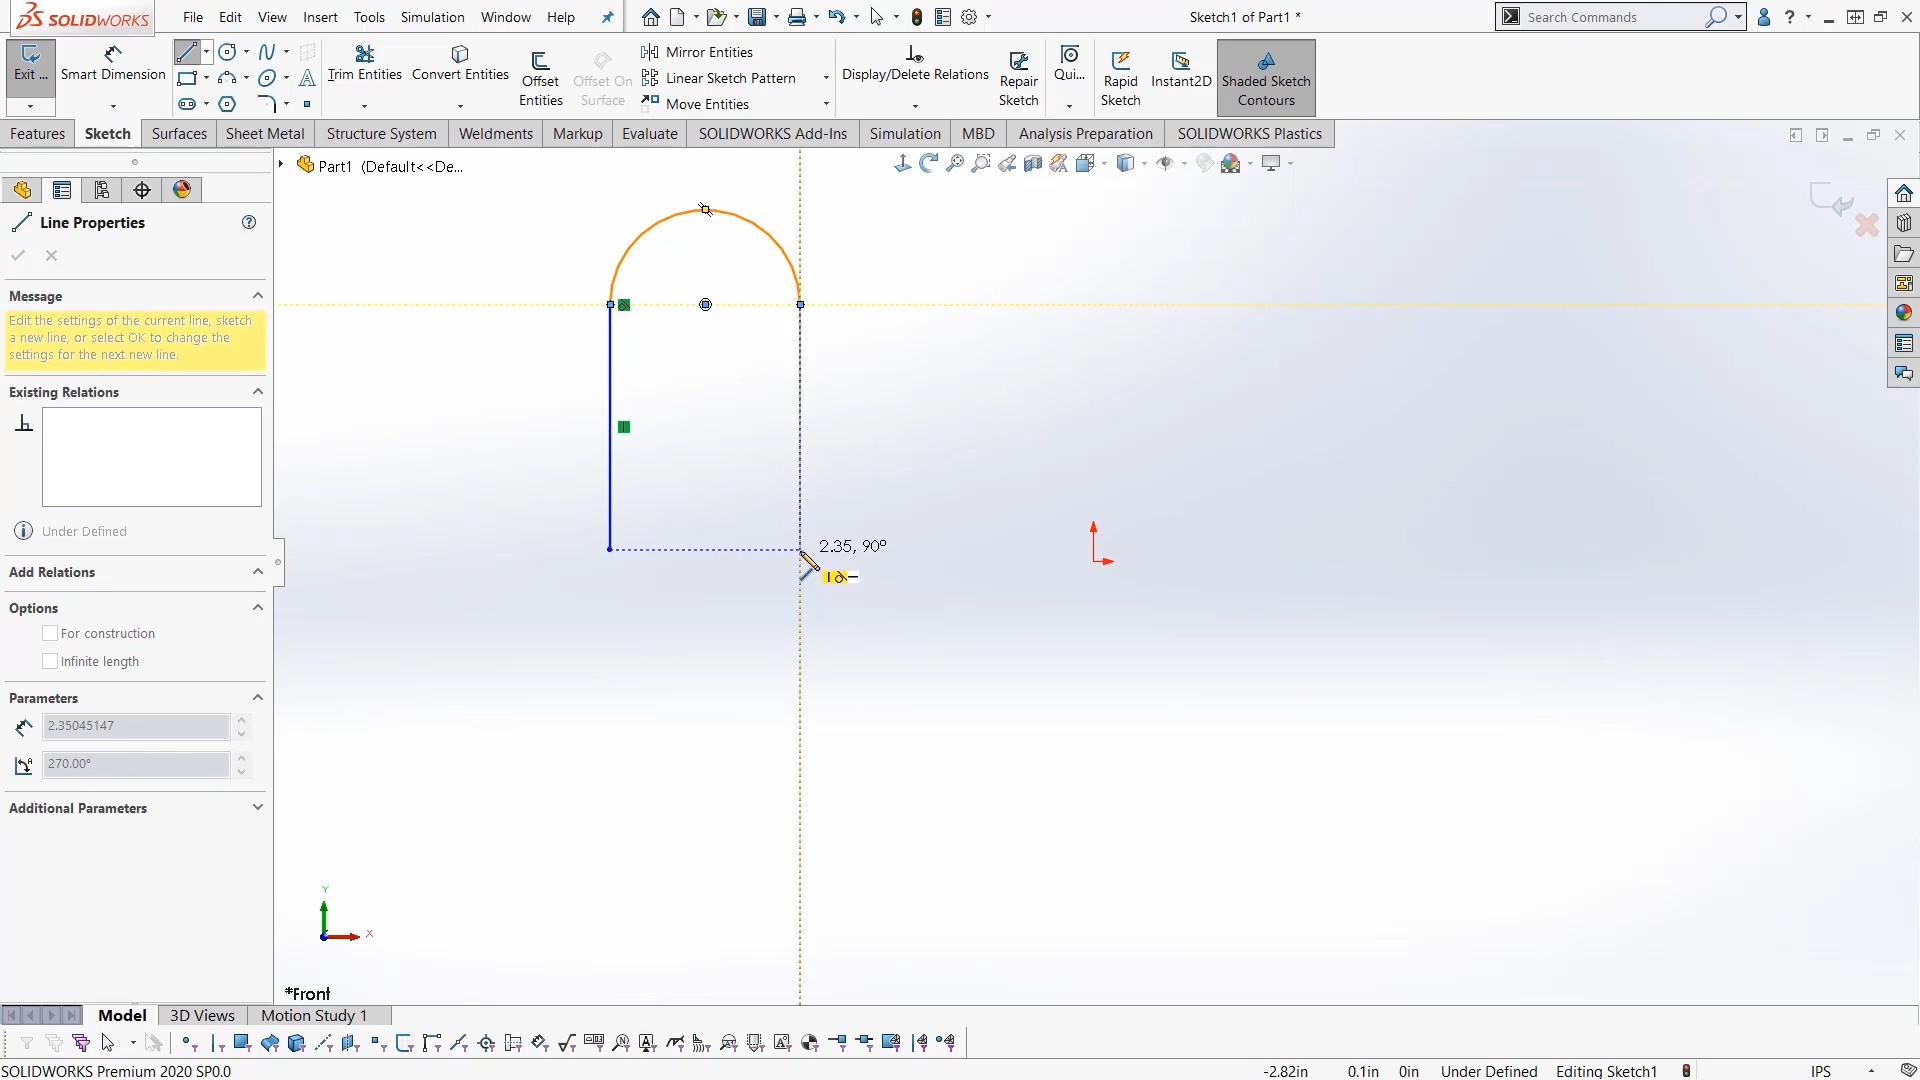 SOLIDWORKS
File Edit View Insert Tools Simulation Window Help
Sketch1 of Part1 *
Search Commands
Exit ...
Smart Dimension
Trim Entities
Convert Entities
Offset Entities
Offset On Surface
Mirror Entities
Linear Sketch Pattern
Move Entities
Display/Delete Relations
Repair Sketch
Qui...
Rapid Sketch
Instant2D
Shaded Sketch Contours
Features Sketch Surfaces Sheet Metal Structure System Weldments Markup Evaluate SOLIDWORKS Add-Ins Simulation MBD Analysis Preparation SOLIDWORKS Plastics
Part1 (Default<<De...
Line Properties
Message
Edit the settings of the current line, sketch
a new line, or select OK to change the
settings for the next new line.
Existing Relations
Under Defined
Add Relations
Options
For construction
Infinite length
Parameters
2.35045147
270.00°
Additional Parameters
2.35, 90°
Y
X
*Front
Model 3D Views Motion Study 1
SOLIDWORKS Premium 2020 SP0.0
-2.82in 0.1in 0in Under Defined Editing Sketch1 IPS